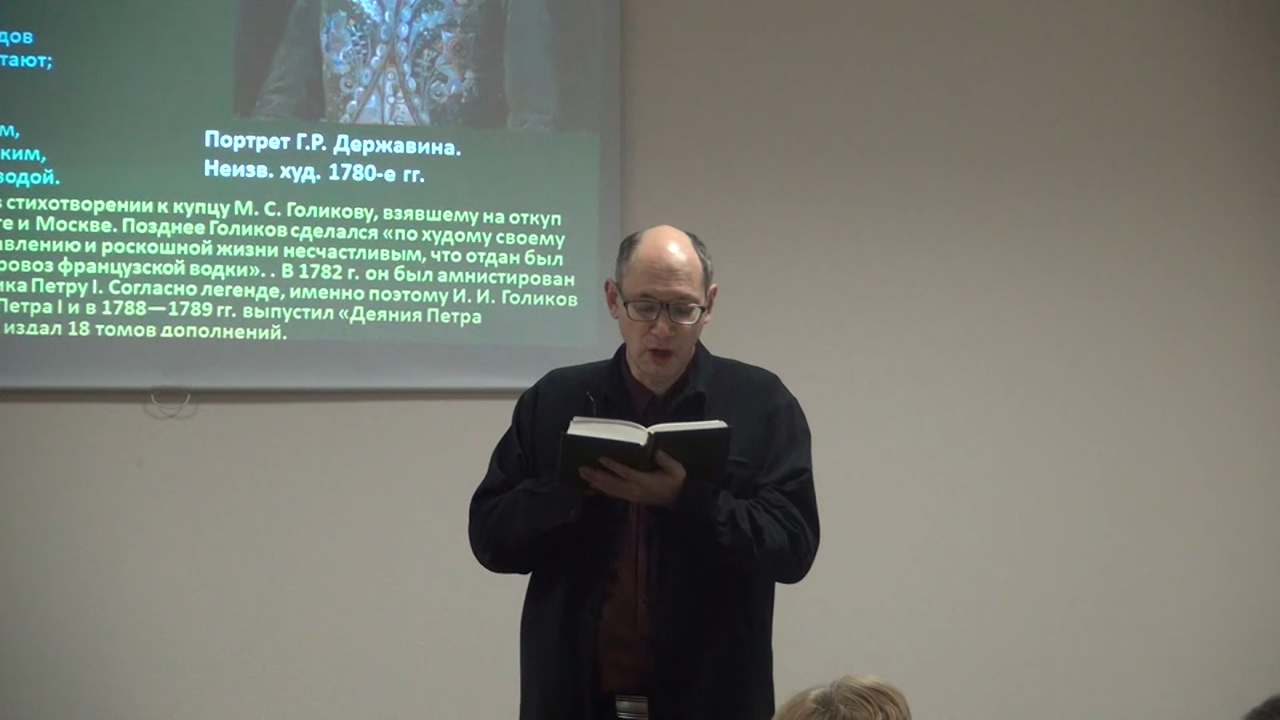 дов
тают;
м,
ким,
водой.
Портрет Г.Р. Державина.
Неизв. худ. 1780-е гг.
в стихотворении к купцу М. С. Голикову, взявшему на откуп
те и Москве. Позднее Голиков сделался «по худому своему
авлению и роскошной жизни несчастливым, что отдан был
ровоз французской водки». . В 1782 г. он был амнистирован
ика Петру I. Согласно легенде, именно поэтому И. И. Голиков
Петра I и в 1788—1789 гг. выпустил «Деяния Петра
издал 18 томов дополнений.